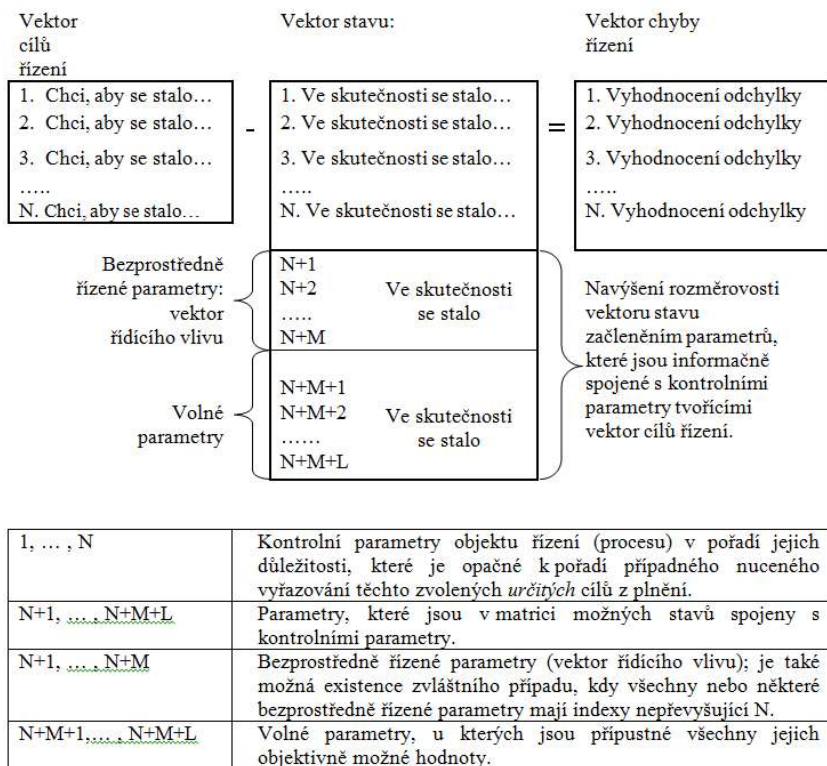 Vektor
cílů
řízení
Vektor stavu:
Vektor chyby
řízení
1. Chci, aby se stalo…
2. Chci, aby se stalo…
3. Chci, aby se stalo…
…..
N. Chci, aby se stalo…
-
1. Ve skutečnosti se stalo…
2. Ve skutečnosti se stalo…
3. Ve skutečnosti se stalo…
…..
N. Ve skutečnosti se stalo…
=
1. Vyhodnocení odchylky
2. Vyhodnocení odchylky
3. Vyhodnocení odchylky
…..
N. Vyhodnocení odchylky
Bezprostředně
řízené parametry:
vektor
řídícího vlivu
N+1
N+2
…..
N+M
Ve skutečnosti
se stalo
Volné
parametry
N+M+1
N+M+2
……
N+M+L
Ve skutečnosti
se stalo
Navýšení rozměrovosti
vektoru stavu
začleněním parametrů,
které jsou informačně
spojené s kontrolními
parametry tvořícími
vektor cílů řízení.
1, … , N
Kontrolní parametry objektu řízení (procesu) v pořadí jejich
důležitosti, které je opačné k pořadí případného nuceného
vyřazování těchto zvolených určitých cílů z plnění.
N+1, … , N+M+L
Parametry, které jsou v matrici možných stavů spojeny s
kontrolními parametry.
N+1, … , N+M
Bezprostředně řízené parametry (vektor řídícího vlivu); je také
možná existence zvláštního případu, kdy všechny nebo některé
bezprostředně řízené parametry mají indexy nepřevyšující N.
N+M+1,… , N+M+L
Volné parametry, u kterých jsou přípustné všechny jejich
objektivně možné hodnoty.